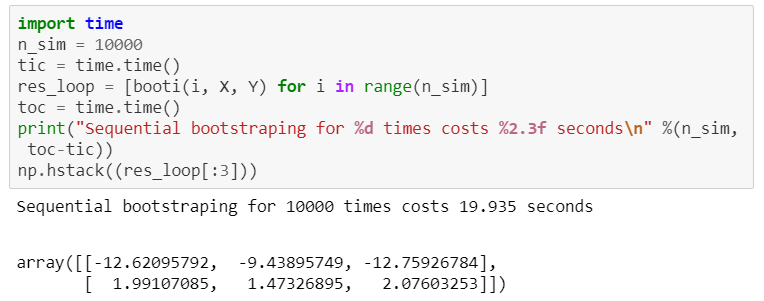 import time
n_sim = 10000
tic = time.time()
res_loop = [booti(i, X, Y) for i in range(n_sim)]
toc = time.time()
print("Sequential bootstraping for %d times costs %2.3f seconds\n" %(n_sim,
 toc-tic))
np.hstack((res_loop[:3]))
Sequential bootstraping for 10000 times costs 19.935 seconds
array([[-12.62095792,  -9.43895749, -12.75926784],
       [  1.99107085,   1.47326895,   2.07603253]])